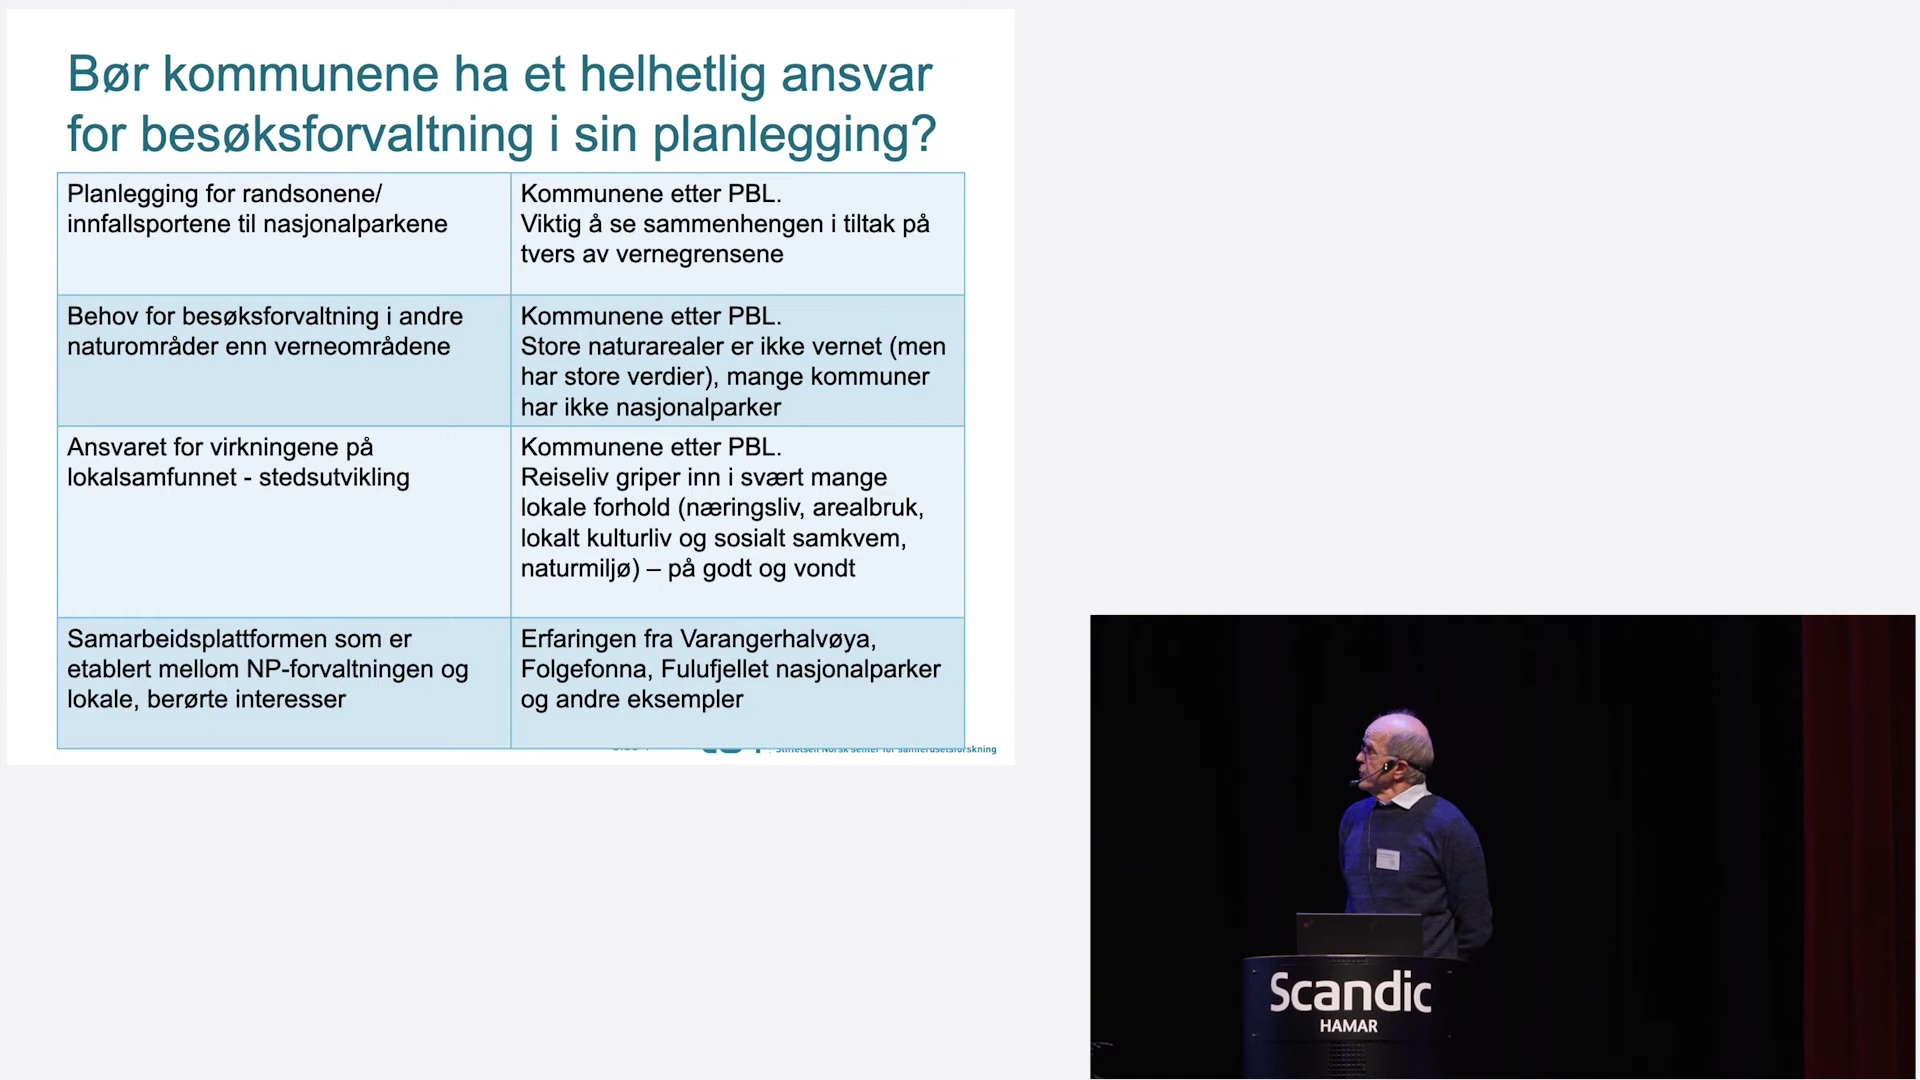 Bør kommunene ha et helhetlig ansvar
for besøksforvaltning i sin planlegging?
Planlegging for randsonene/
innfallsportene til nasjonalparkene
Kommunene etter PBL.
Viktig å se sammenhengen i tiltak på
tvers av vernegrensene
Behov for besøksforvaltning i andre
naturområder enn verneområdene
Kommunene etter PBL.
Store naturarealer er ikke vernet (men
har store verdier), mange kommuner
har ikke nasjonalparker
Ansvaret for virkningene på
lokalsamfunnet - stedsutvikling
Kommunene etter PBL.
Reiseliv griper inn i svært mange
lokale forhold (næringsliv, arealbruk,
lokalt kulturliv og sosialt samkvem,
naturmiljø) – på godt og vondt
Samarbeidsplattformen som er
etablert mellom NP-forvaltningen og
lokale, berørte interesser
Erfaringen fra Varangerhalvøya,
Folgefonna, Fulufjellet nasjonalparker
og andre eksempler
Stiftelsen Norsk senter for samferdselsforskning
Scandic
HAMAR